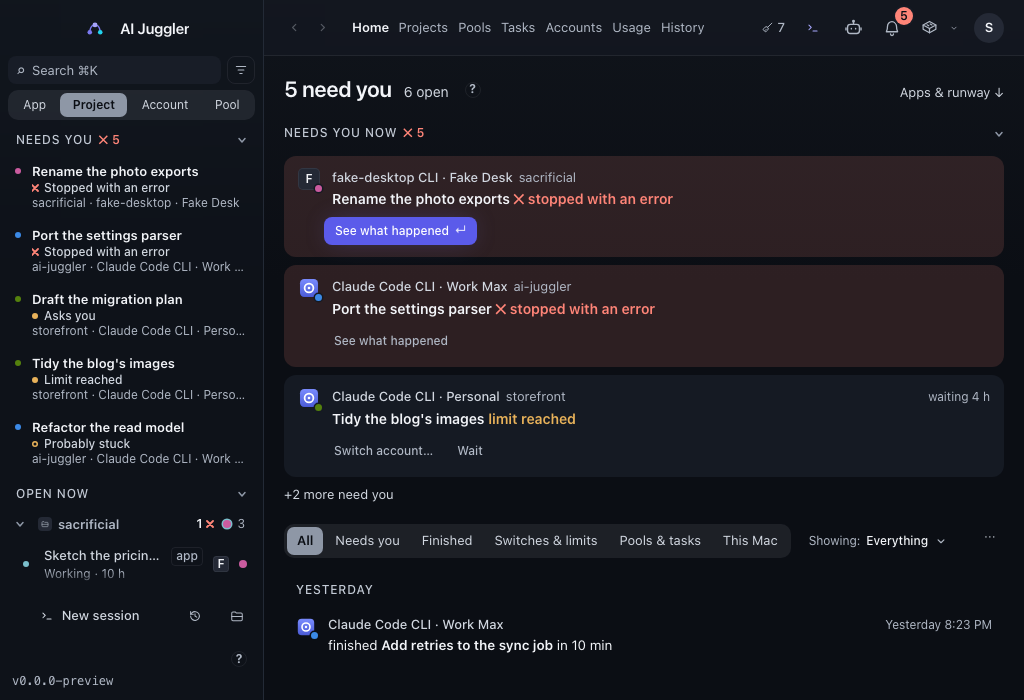 AI Juggler
Search ⌘K
App Project Account Pool
NEEDS YOU ✕ 5
Rename the photo exports
✕ Stopped with an error
sacrificial · fake-desktop · Fake Desk
Port the settings parser
✕ Stopped with an error
ai-juggler · Claude Code CLI · Work ...
Draft the migration plan
Asks you
storefront · Claude Code CLI · Perso...
Tidy the blog's images
Limit reached
storefront · Claude Code CLI · Perso...
Refactor the read model
Probably stuck
ai-juggler · Claude Code CLI · Work ...
OPEN NOW
sacrificial 1 ✕ 3
Sketch the pricin... app F
Working · 10 h
New session
?
v0.0.0-preview
Home Projects Pools Tasks Accounts Usage History 7 5 S
5 need you 6 open ? Apps & runway ↓
NEEDS YOU NOW ✕ 5
F fake-desktop CLI · Fake Desk sacrificial
Rename the photo exports ✕ stopped with an error
See what happened ↵
Claude Code CLI · Work Max ai-juggler
Port the settings parser ✕ stopped with an error
See what happened
Claude Code CLI · Personal storefront waiting 4 h
Tidy the blog's images limit reached
Switch account... Wait
+2 more need you
All Needs you Finished Switches & limits Pools & tasks This Mac Showing: Everything ...
YESTERDAY
Claude Code CLI · Work Max Yesterday 8:23 PM
finished Add retries to the sync job in 10 min